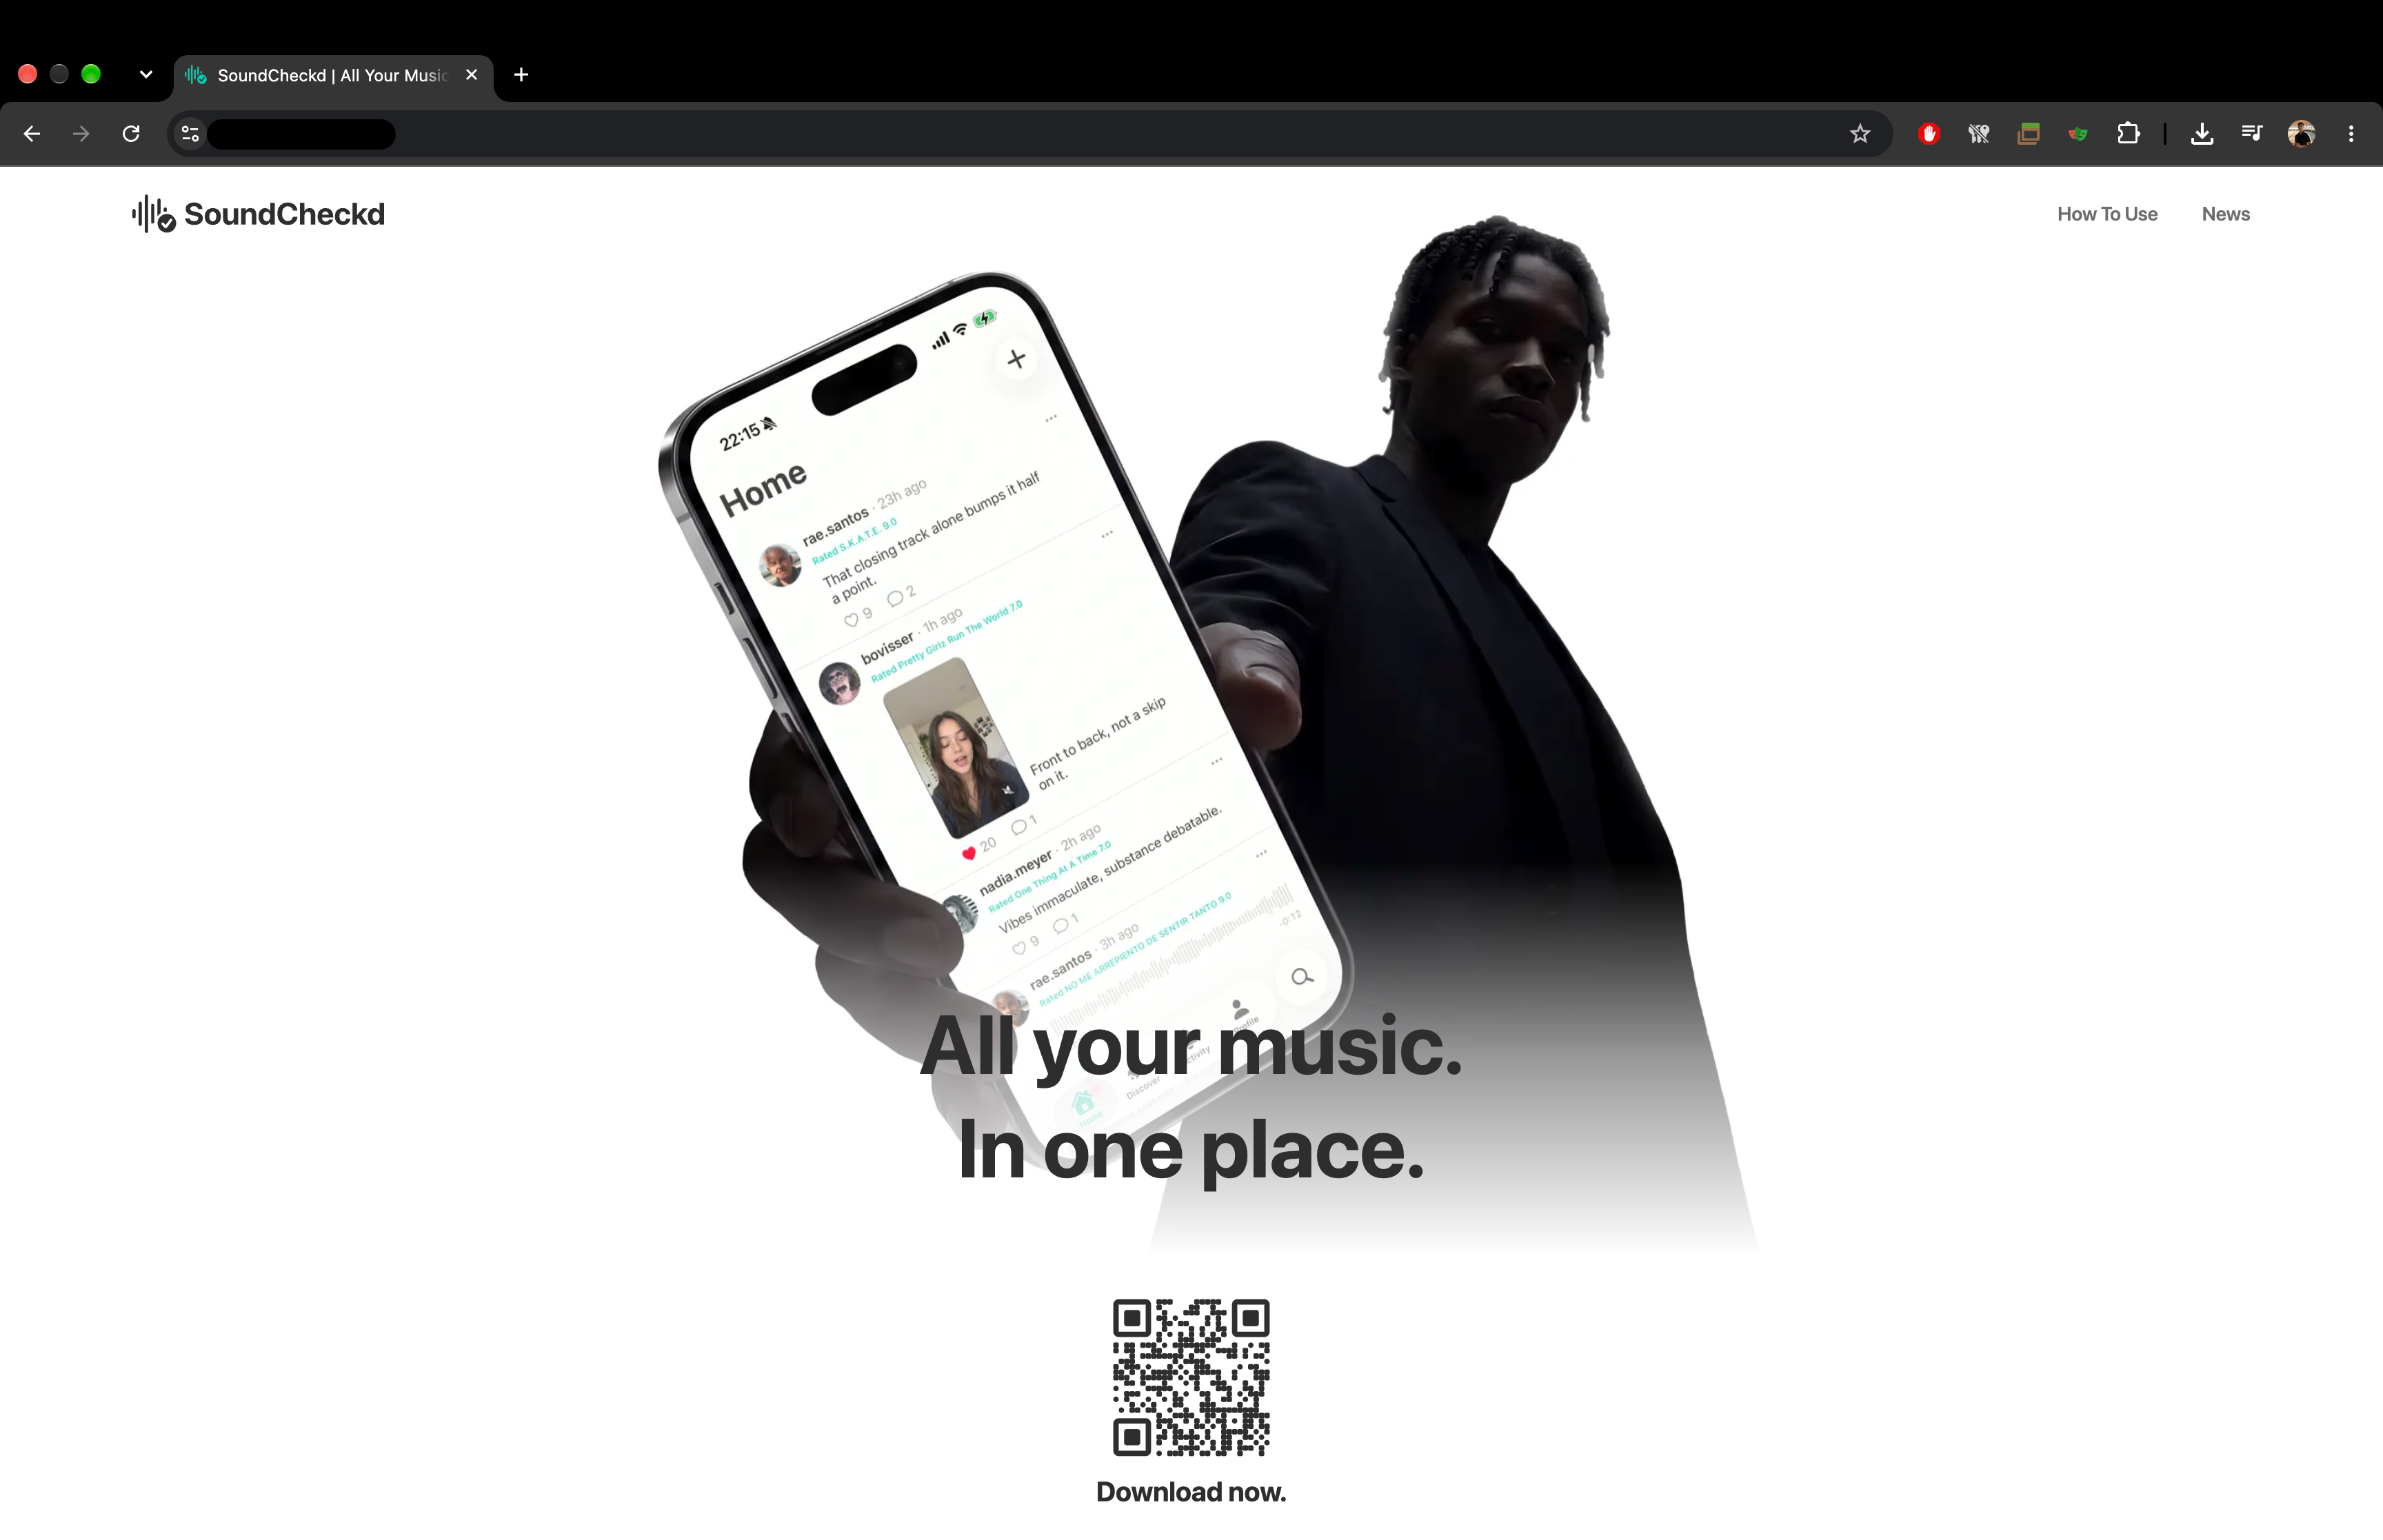 SoundCheckd | All Your Music
SoundCheckd
How To Use
News
22:15
Home
rae.santos · 23h ago
Rated S.K.A.T.E. 9.0
That closing track alone bumps it half
a point.
9 2
bovisser · 1h ago
Rated Pretty Girlz Run The World 7.0
Front to back, not a skip
on it.
20 1
nadia.meyer · 2h ago
Rated One Thing At A Time 7.0
Vibes immaculate, substance debatable.
9 1
rae.santos · 3h ago
Rated NO ME ARREPIENTO DE SENTIR TANTO 9.0
-0:12
Home
Discover
All your music.
In one place.
Download now.